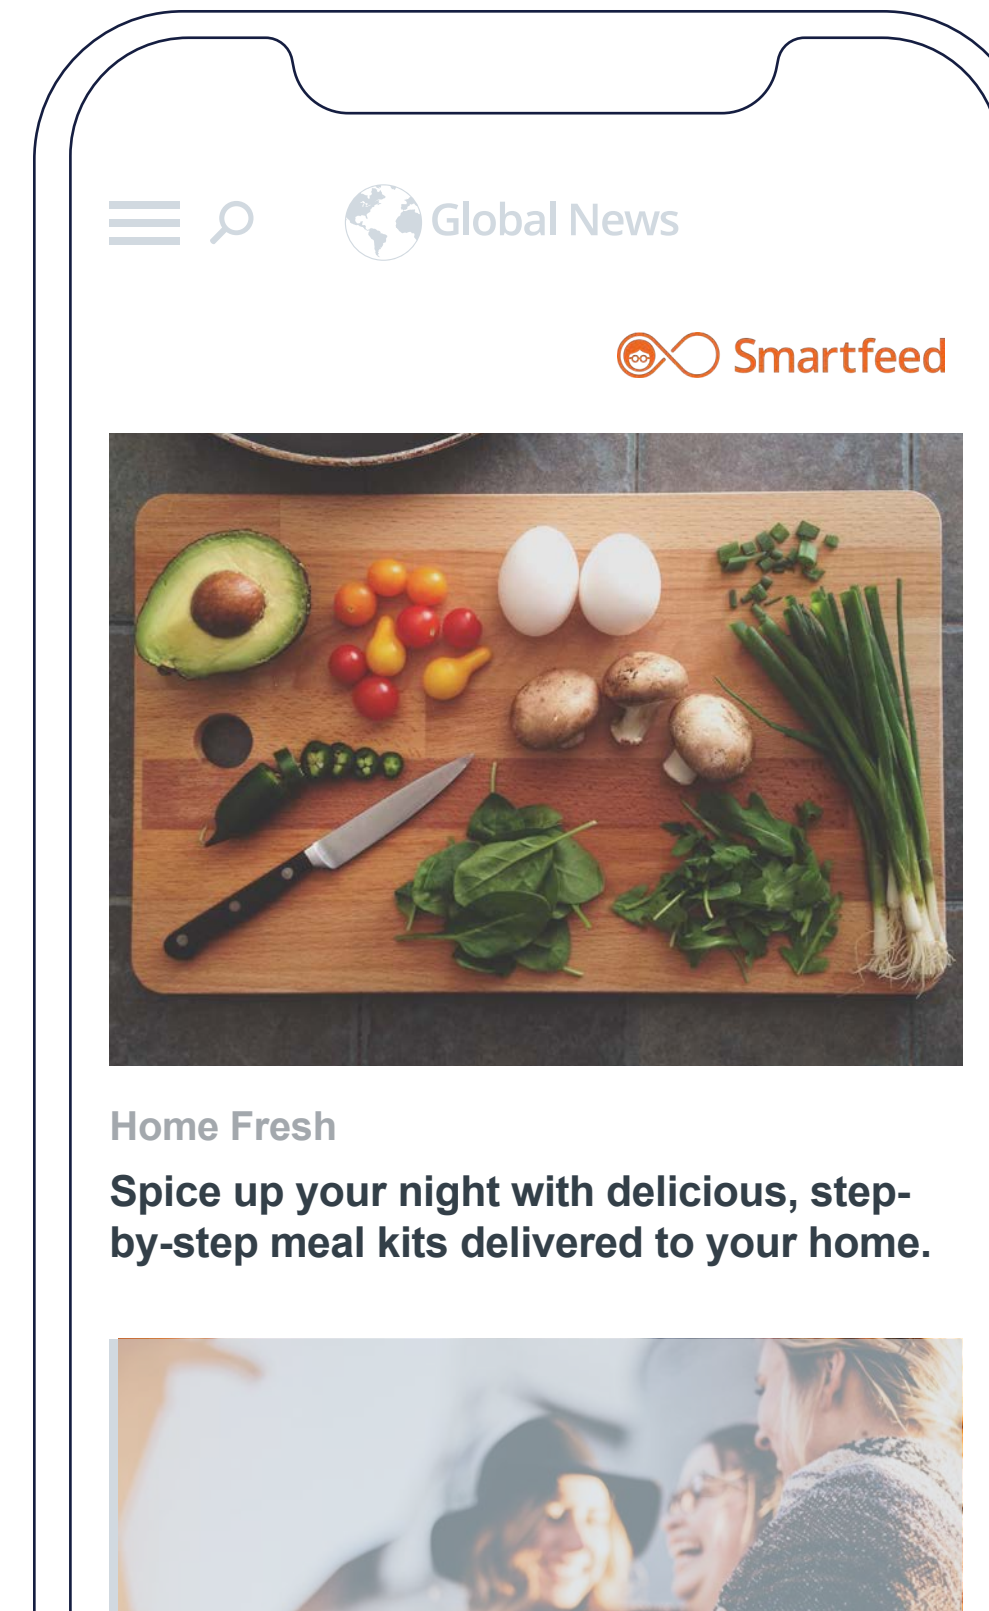 Global News
Smartfeed
Home Fresh
Spice up your night with delicious, step-
by-step meal kits delivered to your home.